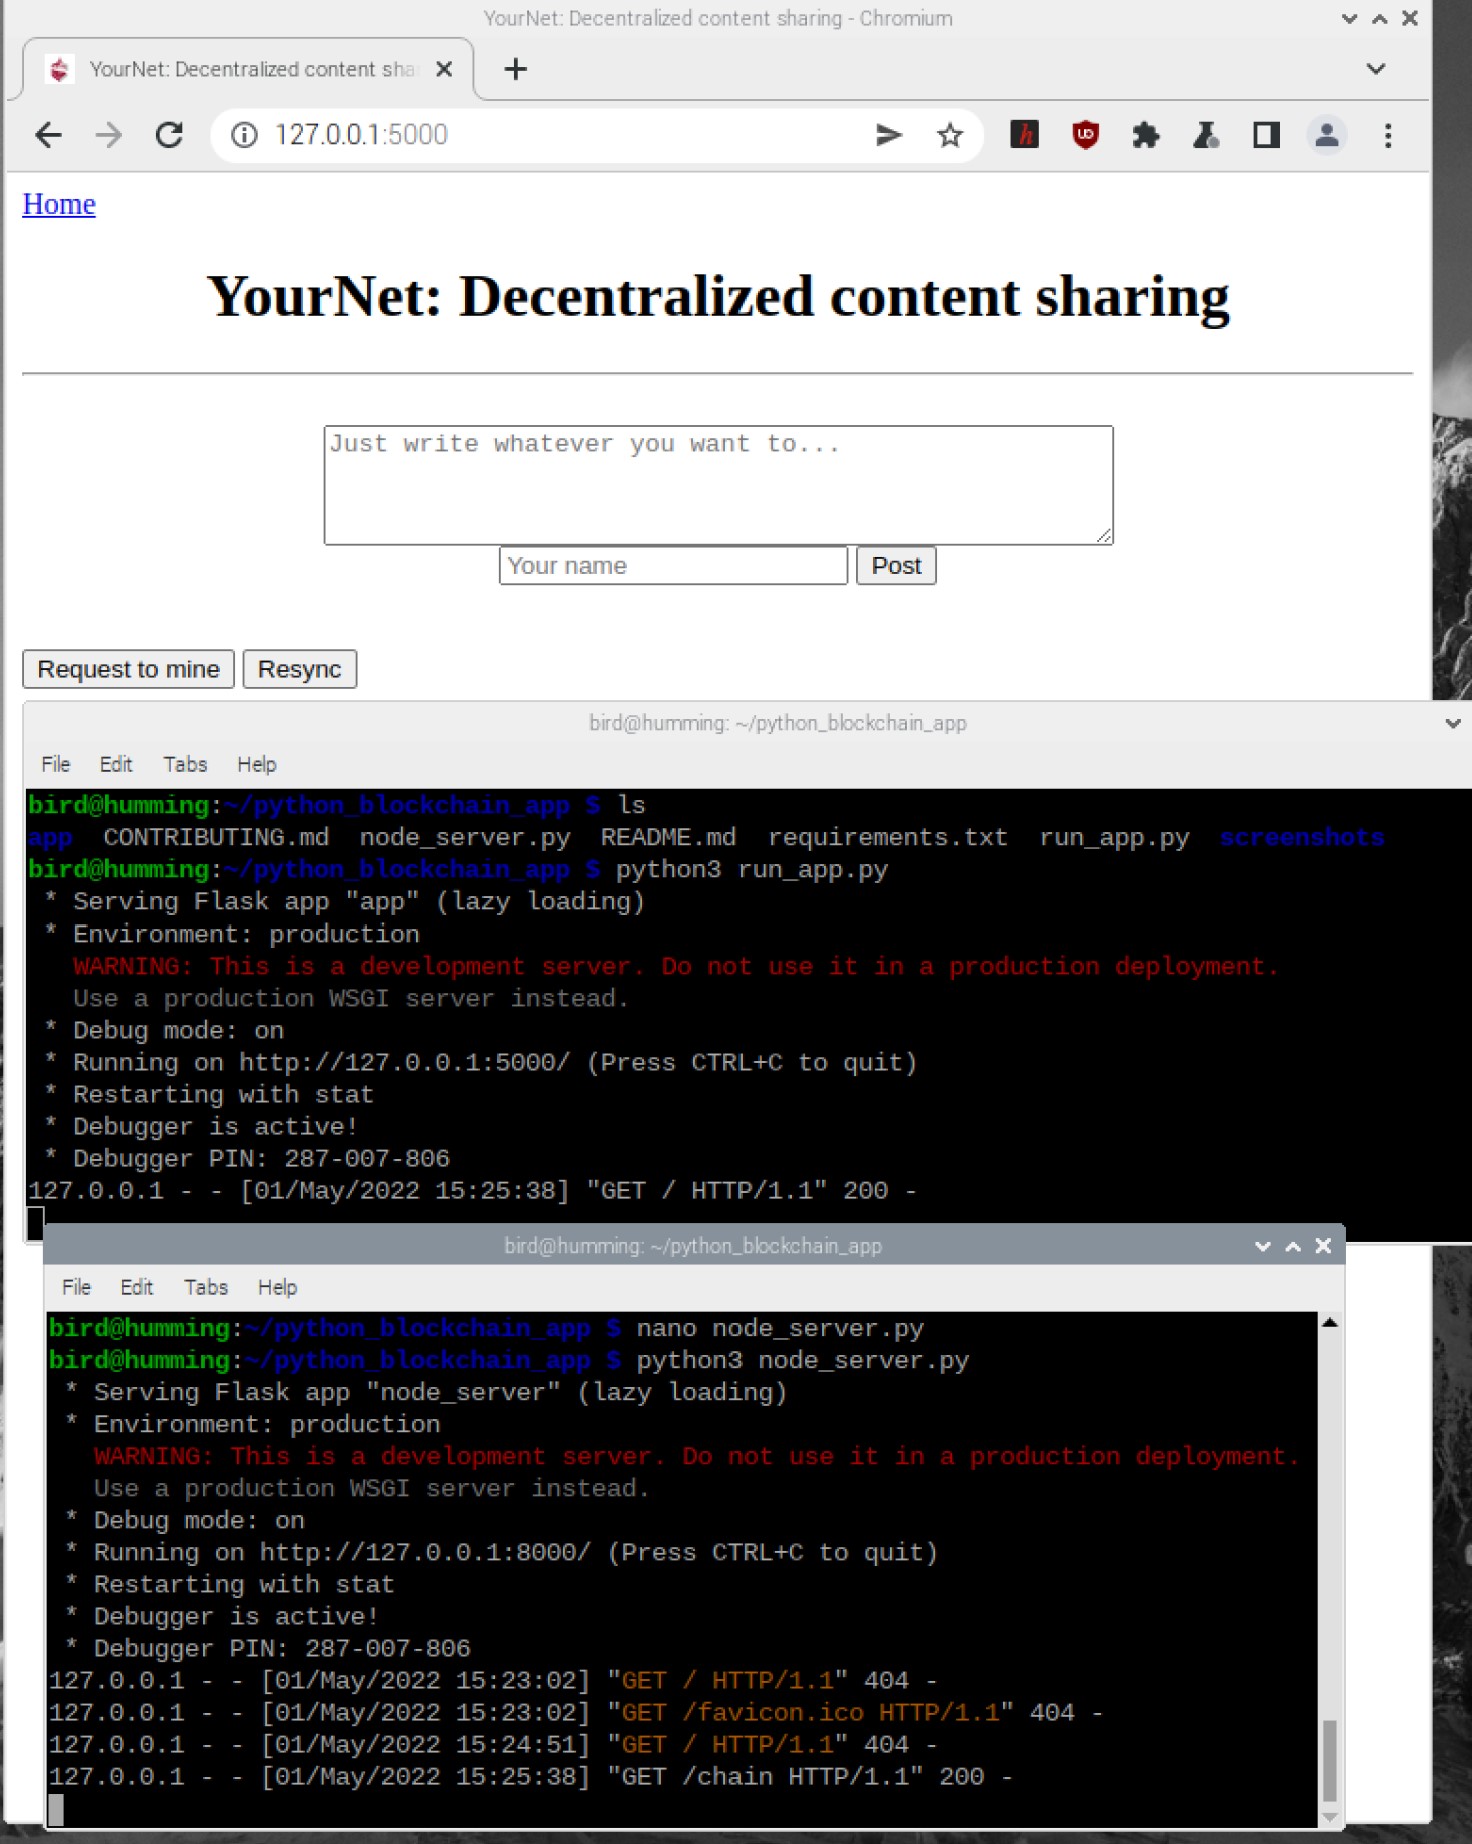 YourNet: Decentralized content sharing - Chromium
YourNet: Decentralized content sha
127.0.0.1:5000
Home
YourNet: Decentralized content sharing
Just write whatever you want to...
Your name Post
Request to mine Resync
bird@humming: ~/python_blockchain_app
File Edit Tabs Help
bird@humming:~/python_blockchain_app $ ls
app CONTRIBUTING.md node_server.py README.md requirements.txt run_app.py screenshots
bird@humming:~/python_blockchain_app $ python3 run_app.py
* Serving Flask app "app" (lazy loading)
* Environment: production
WARNING: This is a development server. Do not use it in a production deployment.
Use a production WSGI server instead.
* Debug mode: on
* Running on http://127.0.0.1:5000/ (Press CTRL+C to quit)
* Restarting with stat
* Debugger is active!
* Debugger PIN: 287-007-806
127.0.0.1 - - [01/May/2022 15:25:38] "GET / HTTP/1.1" 200 -
bird@humming: ~/python_blockchain_app
File Edit Tabs Help
bird@humming:~/python_blockchain_app $ nano node_server.py
bird@humming:~/python_blockchain_app $ python3 node_server.py
* Serving Flask app "node_server" (lazy loading)
* Environment: production
WARNING: This is a development server. Do not use it in a production deployment.
Use a production WSGI server instead.
* Debug mode: on
* Running on http://127.0.0.1:8000/ (Press CTRL+C to quit)
* Restarting with stat
* Debugger is active!
* Debugger PIN: 287-007-806
127.0.0.1 - - [01/May/2022 15:23:02] "GET / HTTP/1.1" 404 -
127.0.0.1 - - [01/May/2022 15:23:02] "GET /favicon.ico HTTP/1.1" 404 -
127.0.0.1 - - [01/May/2022 15:24:51] "GET / HTTP/1.1" 404 -
127.0.0.1 - - [01/May/2022 15:25:38] "GET /chain HTTP/1.1" 200 -